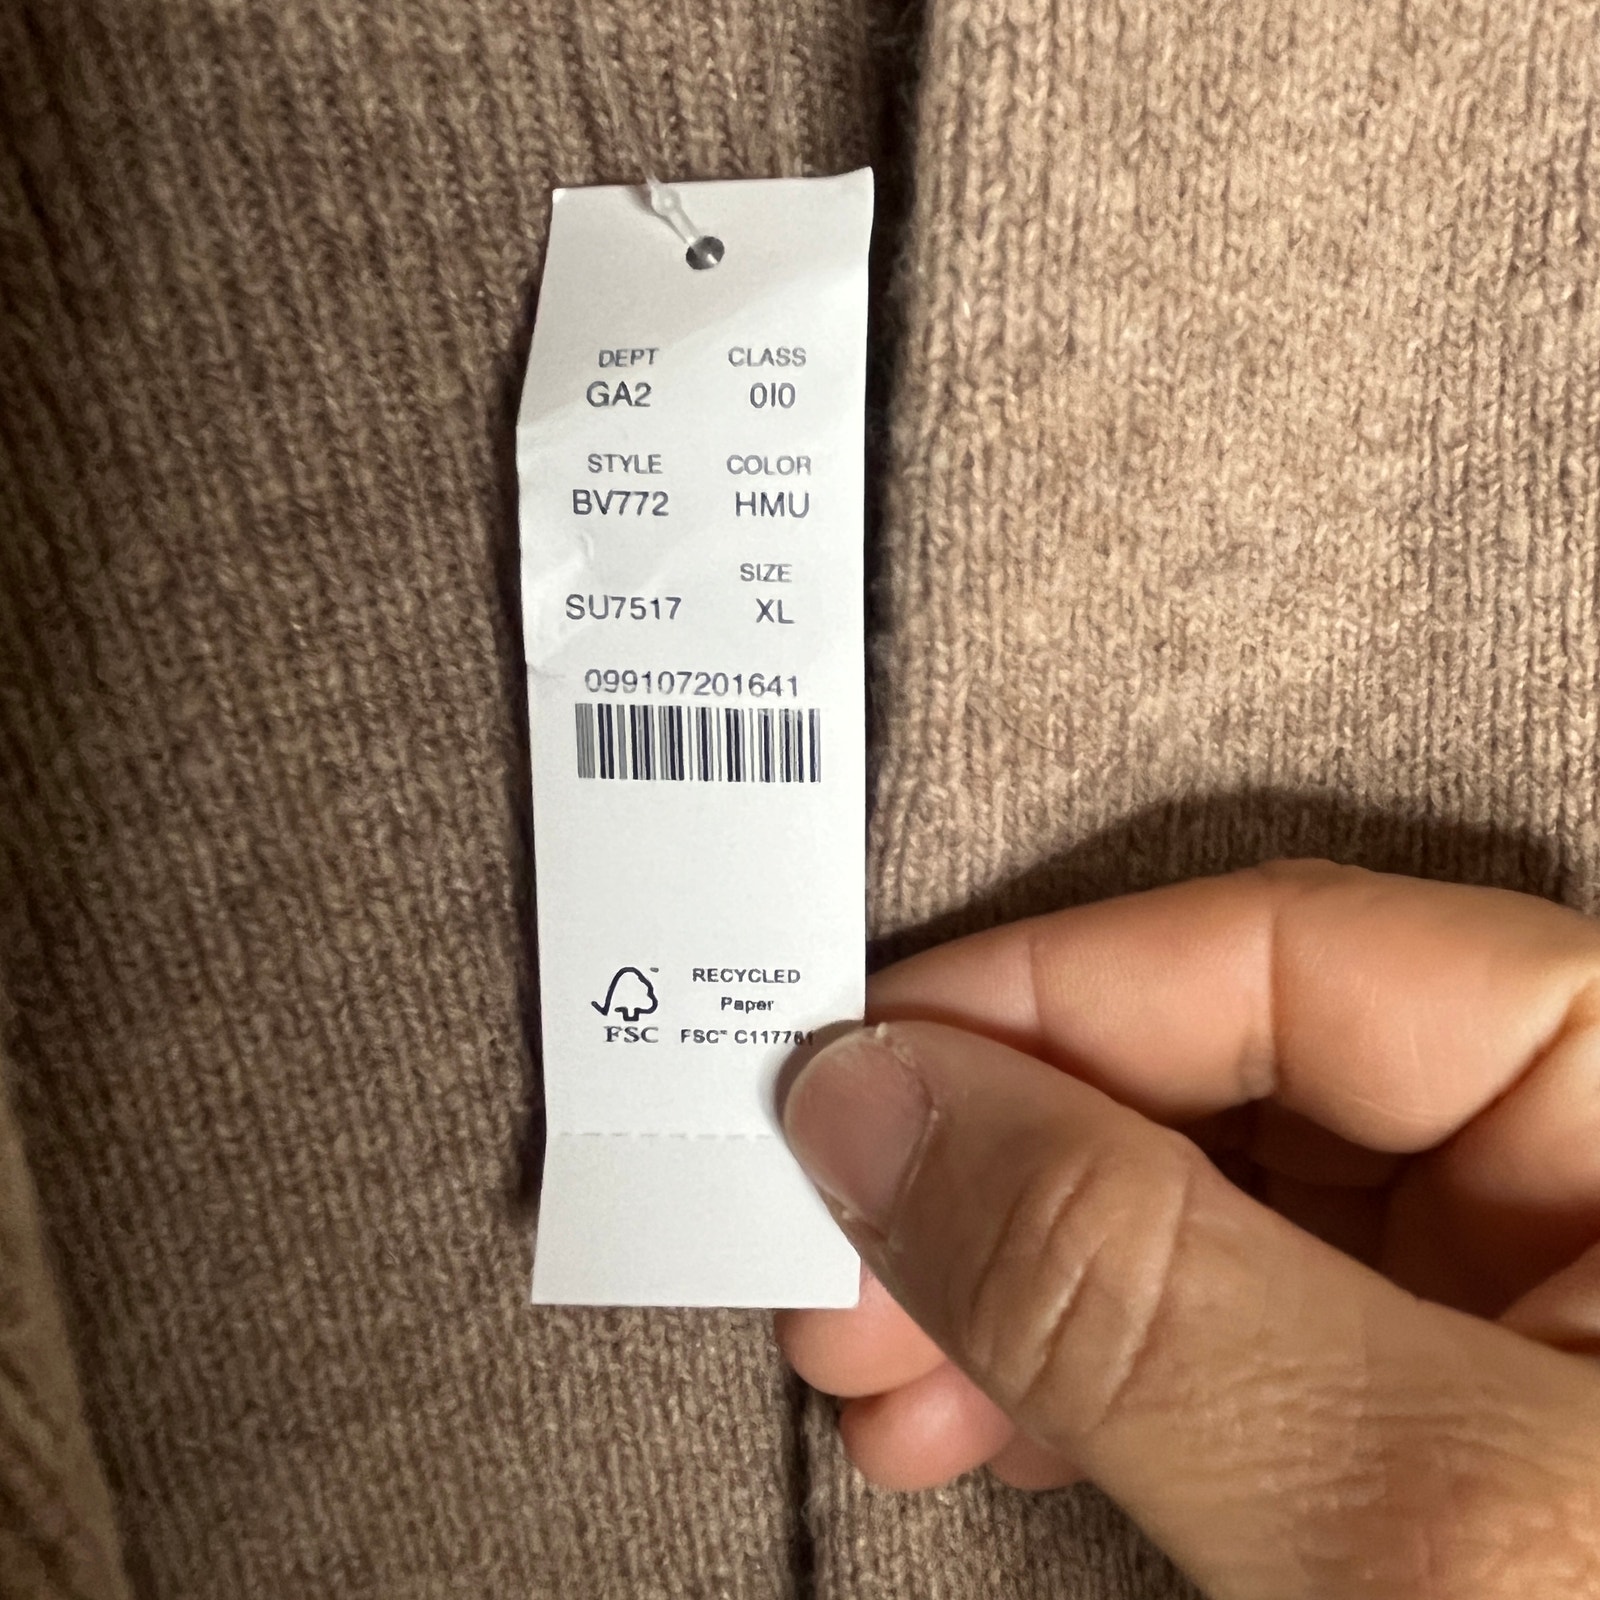 DEPT CLASS
GA2 010
STYLE COLOR
BV772 HMU
SIZE
SU7517 XL
099107201641
RECYCLED
Paper
FSC™ C117761
FSC